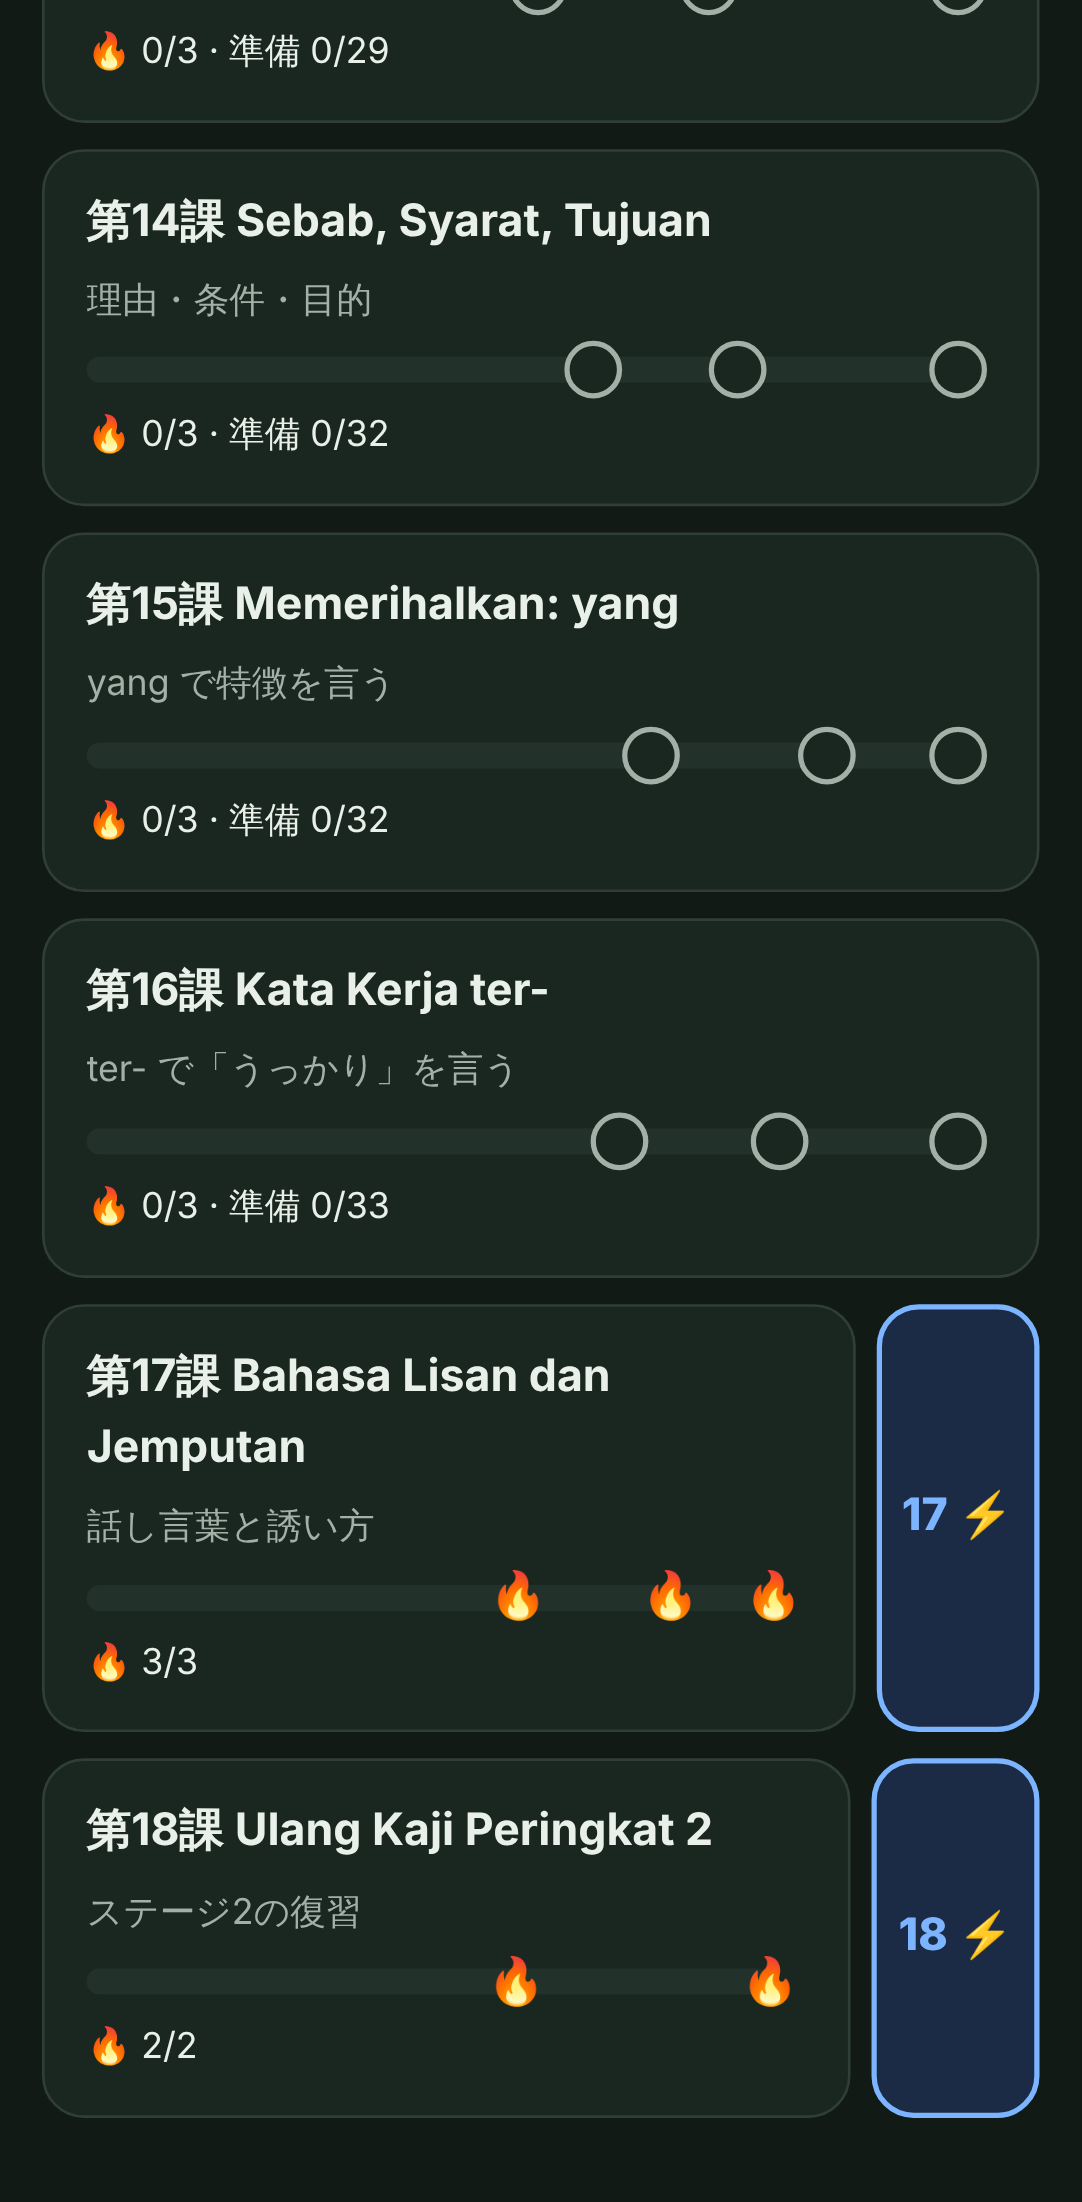 🔥 0/3 · 準備 0/29
第14課 Sebab, Syarat, Tujuan
理由・条件・目的
🔥 0/3 · 準備 0/32
第15課 Memerihalkan: yang
yang で特徴を言う
🔥 0/3 · 準備 0/32
第16課 Kata Kerja ter-
ter- で「うっかり」を言う
🔥 0/3 · 準備 0/33
第17課 Bahasa Lisan dan
Jemputan
話し言葉と誘い方
🔥 3/3
17 ⚡
第18課 Ulang Kaji Peringkat 2
ステージ2の復習
🔥 2/2
18 ⚡